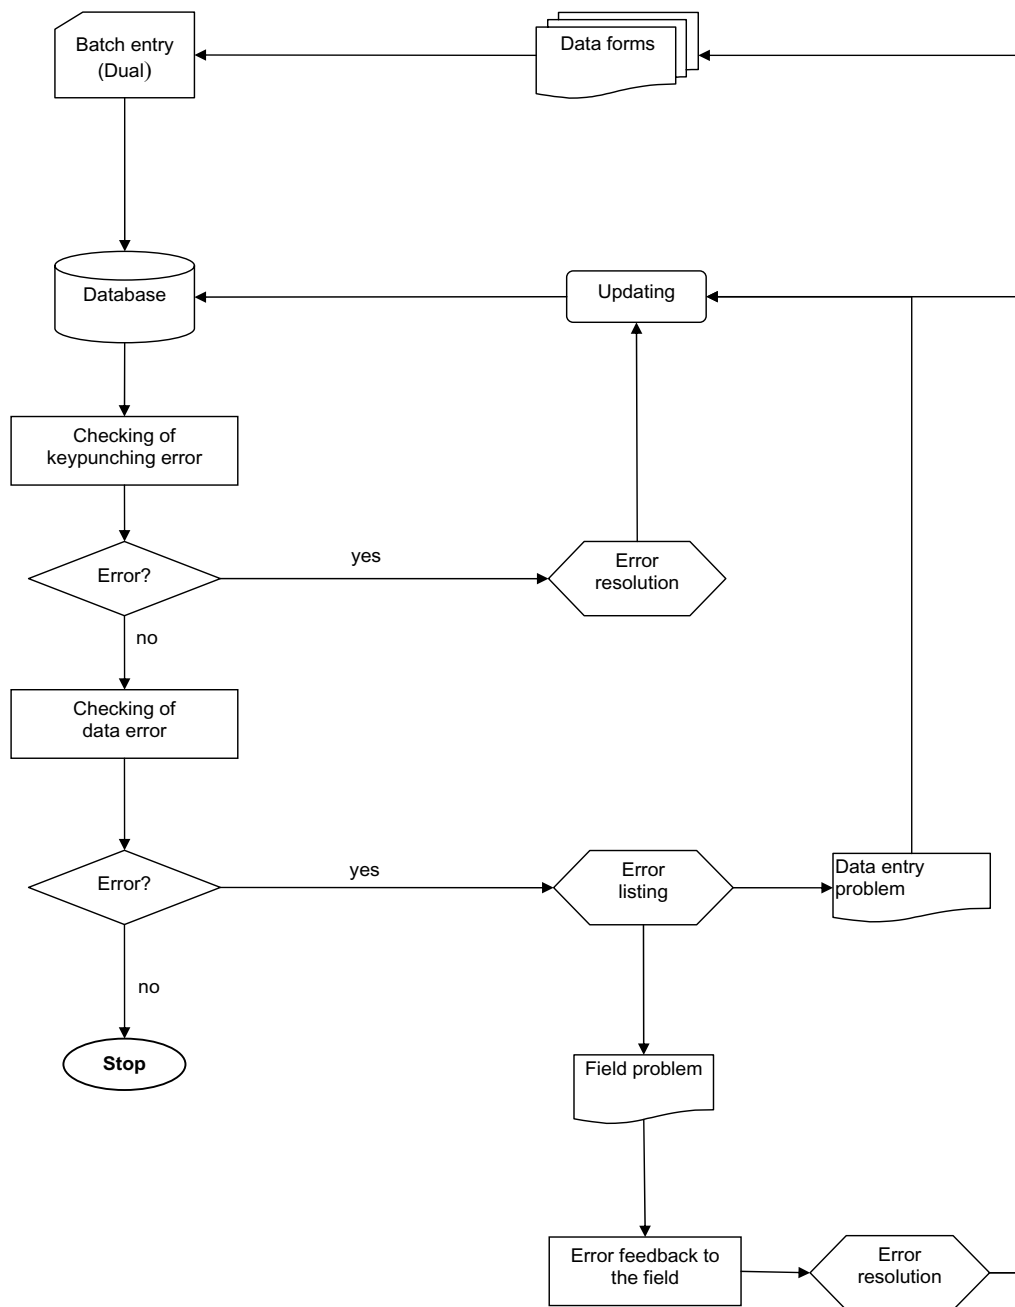 Batch entry
(Dual)
Data forms
Database
Updating
Checking of
keypunching error
Error?
yes
Error
resolution
no
Checking of
data error
Error?
yes
Error
listing
Data entry
problem
no
Stop
Field problem
Error feedback to
the field
Error
resolution